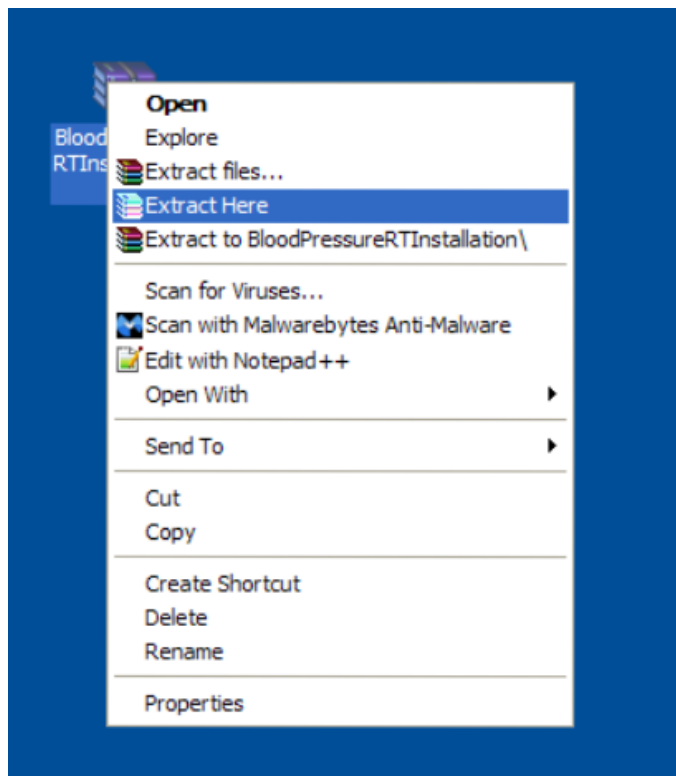 Blood
RTIns
Open
Explore
Extract files...
Extract Here
Extract to BloodPressureRTInstallation\
Scan for Viruses...
Scan with Malwarebytes Anti-Malware
Edit with Notepad++
Open With
Send To
Cut
Copy
Create Shortcut
Delete
Rename
Properties